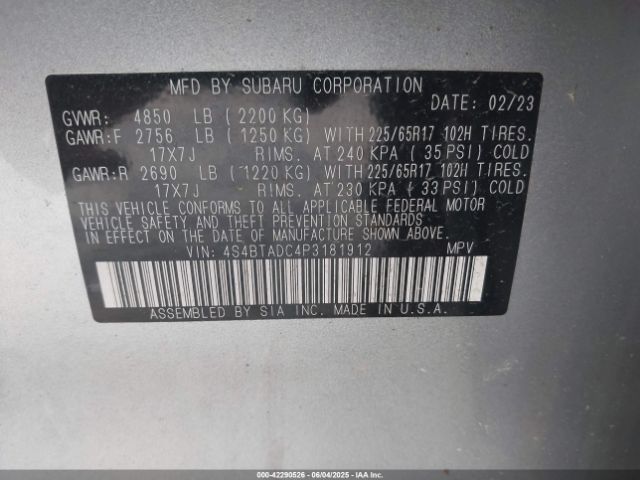 MFD BY SUBARU CORPORATION
DATE: 02/23
GVWR: 4850 LB (2200 KG)
GAWR:F 2756 LB (1250 KG) WITH 225/65R17 102H TIRES.
17X7J RIMS. AT 240 KPA (35 PSI) COLD
GAWR:R 2690 LB (1220 KG) WITH 225/65R17 102H TIRES.
17X7J RIMS. AT 230 KPA (33 PSI) COLD
THIS VEHICLE CONFORMS TO ALL APPLICABLE FEDERAL MOTOR
VEHICLE SAFETY AND THEFT PREVENTION STANDARDS
IN EFFECT ON THE DATE OF MANUFACTURE SHOWN ABOVE.
VIN: 4S4BTADC4P3181912 MPV
ASSEMBLED BY SIA INC. MADE IN U.S.A.
000-42290526 - 06/04/2025 - IAAI.COM